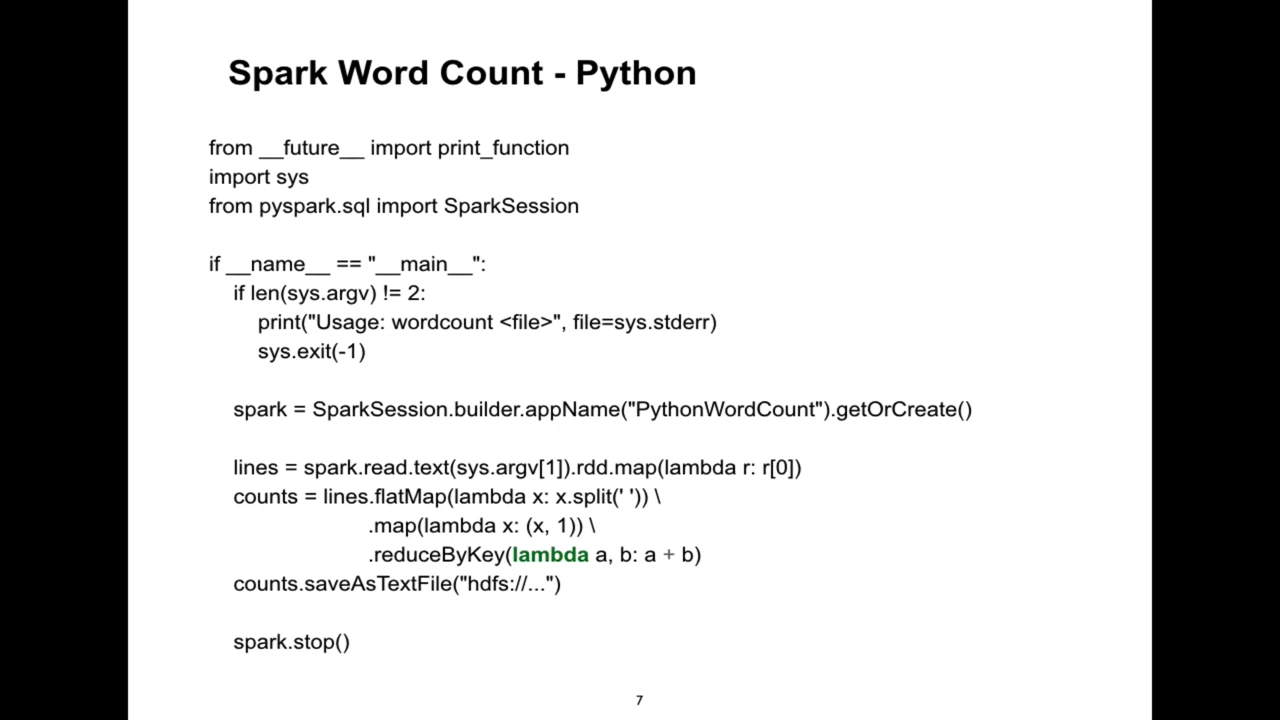 Spark Word Count - Python
from __future__ import print_function
import sys
from pyspark.sql import SparkSession
if __name__ == "__main__":
if len(sys.argv) != 2:
print("Usage: wordcount <file>", file=sys.stderr)
sys.exit(-1)
spark = SparkSession.builder.appName("PythonWordCount").getOrCreate()
lines = spark.read.text(sys.argv[1]).rdd.map(lambda r: r[0])
counts = lines.flatMap(lambda x: x.split(' ')) \
.map(lambda x: (x, 1)) \
.reduceByKey(lambda a, b: a + b)
counts.saveAsTextFile("hdfs://...")
spark.stop()
7